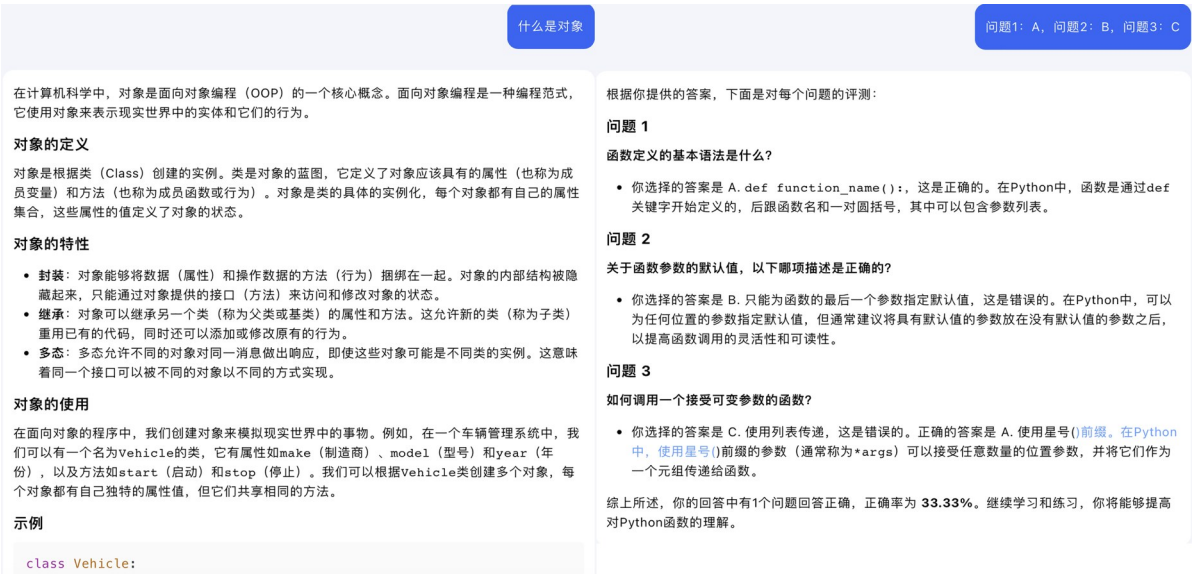 什么是对象
在计算机科学中，对象是面向对象编程（OOP）的一个核心概念。面向对象编程是一种编程范式，
它使用对象来表示现实世界中的实体和它们的行为。
对象的定义
对象是根据类（Class）创建的实例。类是对象的蓝图，它定义了对象应该具有的属性（也称为成
员变量）和方法（也称为成员函数或行为）。对象是类的具体的实例化，每个对象都有自己的属性
集合，这些属性的值定义了对象的状态。
对象的特性
• 封装：对象能够将数据（属性）和操作数据的方法（行为）捆绑在一起。对象的内部结构被隐
藏起来，只能通过对象提供的接口（方法）来访问和修改对象的状态。
• 继承：对象可以继承另一个类（称为父类或基类）的属性和方法。这允许新的类（称为子类）
重用已有的代码，同时还可以添加或修改原有的行为。
• 多态：多态允许不同的对象对同一消息做出响应，即使这些对象可能是不同类的实例。这意味
着同一个接口可以被不同的对象以不同的方式实现。
对象的使用
在面向对象的程序中，我们创建对象来模拟现实世界中的事物。例如，在一个车辆管理系统中，我
们可以有一个名为Vehicle的类，它有属性如make（制造商）、model（型号）和year（年
份），以及方法如start（启动）和stop（停止）。我们可以根据Vehicle类创建多个对象，每
个对象都有自己独特的属性值，但它们共享相同的方法。
示例
class Vehicle:
问题1：A，问题2：B，问题3：C
根据你提供的答案，下面是对每个问题的评测：
问题 1
函数定义的基本语法是什么？
• 你选择的答案是 A. def function_name():，这是正确的。在Python中，函数是通过def
关键字开始定义的，后跟函数名和一对圆括号，其中可以包含参数列表。
问题 2
关于函数参数的默认值，以下哪项描述是正确的？
• 你选择的答案是 B. 只能为函数的最后一个参数指定默认值，这是错误的。在Python中，可以
为任何位置的参数指定默认值，但通常建议将具有默认值的参数放在没有默认值的参数之后，
以提高函数调用的灵活性和可读性。
问题 3
如何调用一个接受可变参数的函数？
• 你选择的答案是 C. 使用列表传递，这是错误的。正确的答案是 A. 使用星号()前缀。在Python
中，使用星号()前缀的参数（通常称为*args）可以接受任意数量的位置参数，并将它们作为
一个元组传递给函数。
综上所述，你的回答中有1个问题回答正确，正确率为 33.33%。继续学习和练习，你将能够提高
对Python函数的理解。